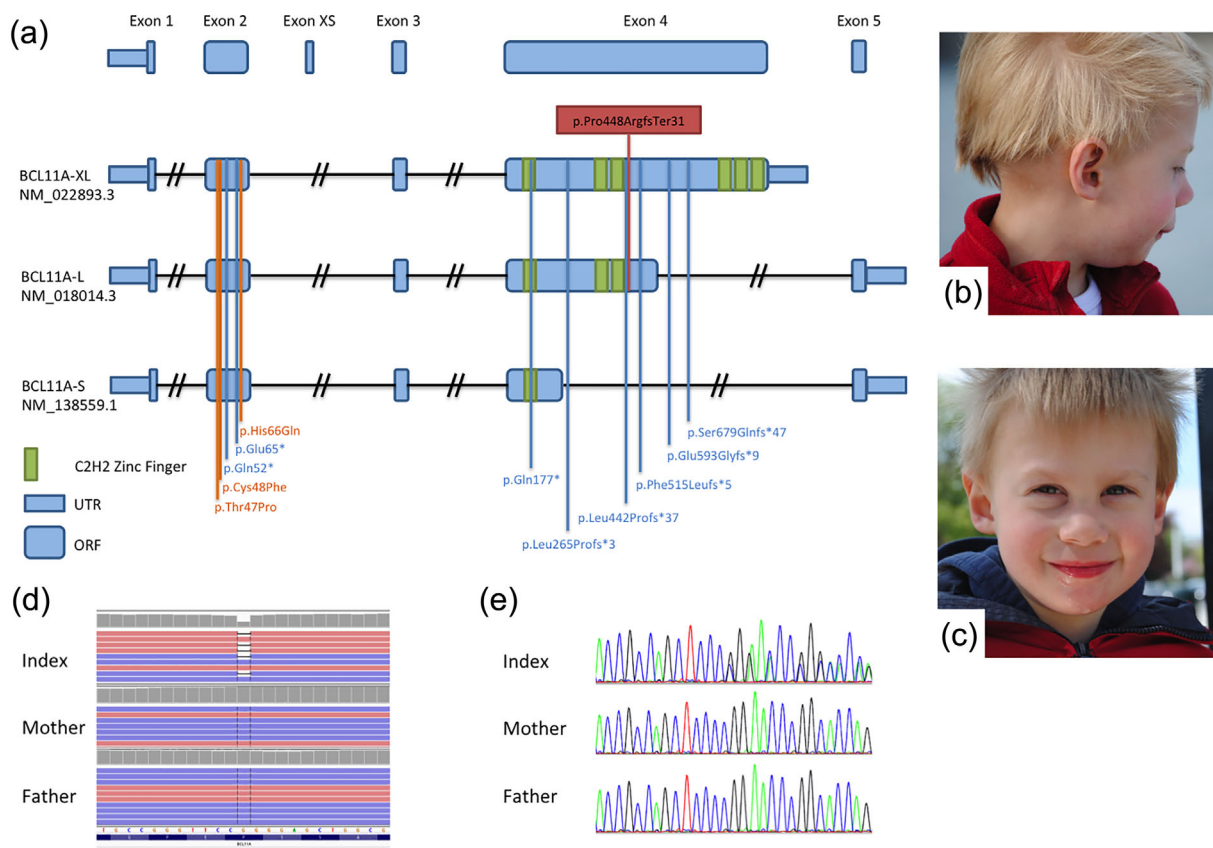 (a)
Exon 1 Exon 2 Exon XS Exon 3 Exon 4 Exon 5
p.Pro448ArgfsTer31
BCL11A-XL
NM_022893.3
BCL11A-L
NM_018014.3
BCL11A-S
NM_138559.1
p.His66Gln
p.Glu65*
p.Gln52*
p.Cys48Phe
p.Thr47Pro
p.Ser679Glnfs*47
p.Glu593Glyfs*9
p.Gln177*
p.Phe515Leufs*5
p.Leu442Profs*37
p.Leu265Profs*3
C2H2 Zinc Finger
UTR
ORF
(b)
(c)
(d)
Index
Mother
Father
T G C C G G G T T C C G G G G A G C T G G C G
BCL11A
(e)
Index
Mother
Father